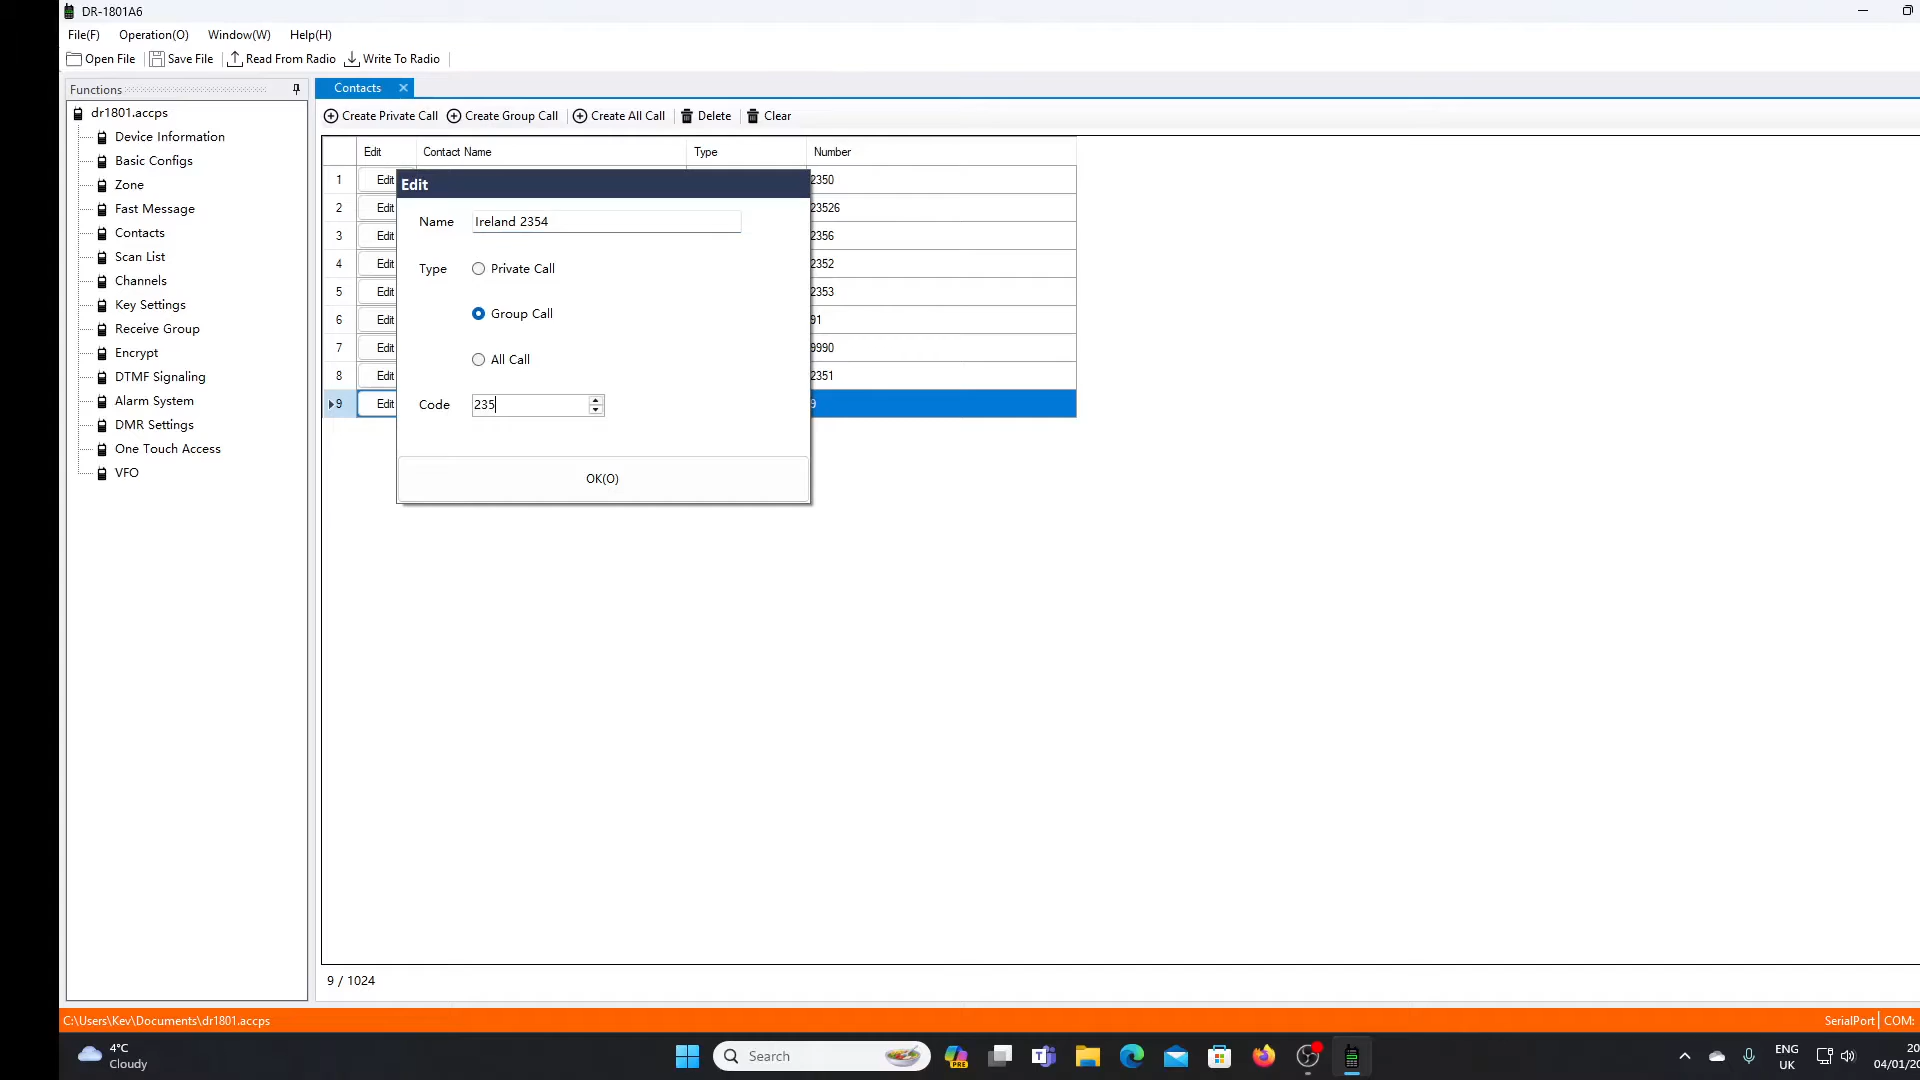 DR-1801A6
File(F) Operation(O) Window(W) Help(H)
Open File Save File Read From Radio Write To Radio
Functions
dr1801.accps
Device Information
Basic Configs
Zone
Fast Message
Contacts
Scan List
Channels
Key Settings
Receive Group
Encrypt
DTMF Signaling
Alarm System
DMR Settings
One Touch Access
VFO
Contacts
Create Private Call Create Group Call Create All Call Delete Clear
Edit Contact Name Type Number
1 Edit 2350
2 Edit 23526
3 Edit 2356
4 Edit 2352
5 Edit 2353
6 Edit 91
7 Edit 9990
8 Edit 2351
9 Edit 9
Edit
Name Ireland 2354
Type Private Call
Group Call
All Call
Code 235
OK(O)
9 / 1024
C:\Users\Kev\Documents\dr1801.accps SerialPort COM:
4°C
Cloudy
Search
PRE
ENG
UK
20
04/01/20